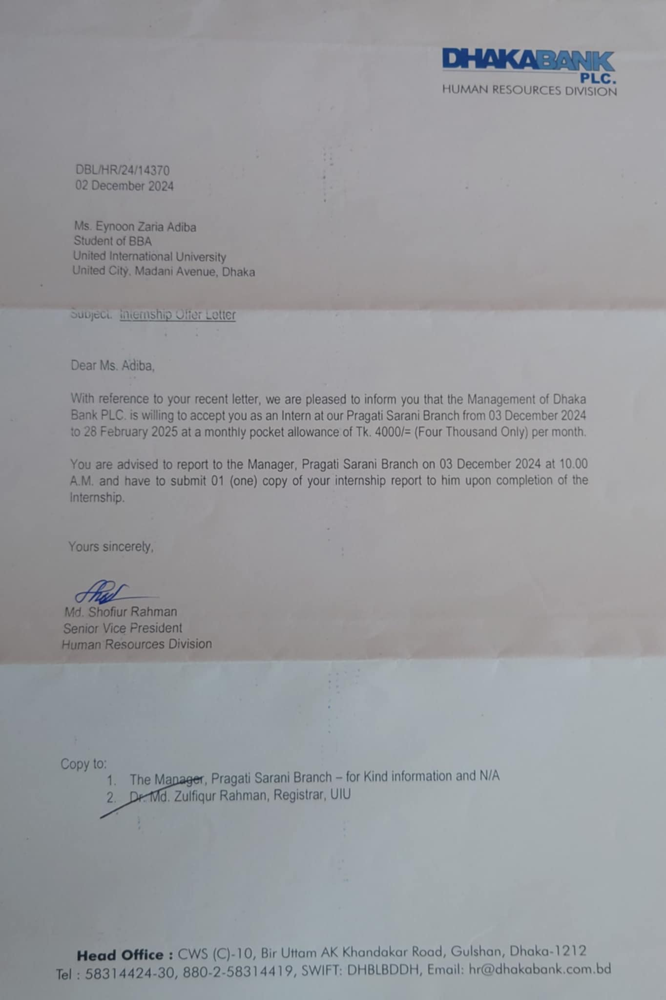 DHAKABANK
PLC.
HUMAN RESOURCES DIVISION
DBL/HR/24/14370
02 December 2024
Ms. Eynoon Zaria Adiba
Student of BBA
United International University
United City, Madani Avenue, Dhaka
Subject: Internship Offer Letter
Dear Ms. Adiba,
With reference to your recent letter, we are pleased to inform you that the Management of Dhaka
Bank PLC. is willing to accept you as an Intern at our Pragati Sarani Branch from 03 December 2024
to 28 February 2025 at a monthly pocket allowance of Tk. 4000/= (Four Thousand Only) per month.
You are advised to report to the Manager, Pragati Sarani Branch on 03 December 2024 at 10.00
A.M. and have to submit 01 (one) copy of your internship report to him upon completion of the
Internship.
Yours sincerely,
Md. Shofiur Rahman
Senior Vice President
Human Resources Division
Copy to:
1. The Manager, Pragati Sarani Branch – for Kind information and N/A
2. Dr. Md. Zulfiqur Rahman, Registrar, UIU
Head Office : CWS (C)-10, Bir Uttam AK Khandakar Road, Gulshan, Dhaka-1212
Tel : 58314424-30, 880-2-58314419, SWIFT: DHBLBDDH, Email: hr@dhakabank.com.bd